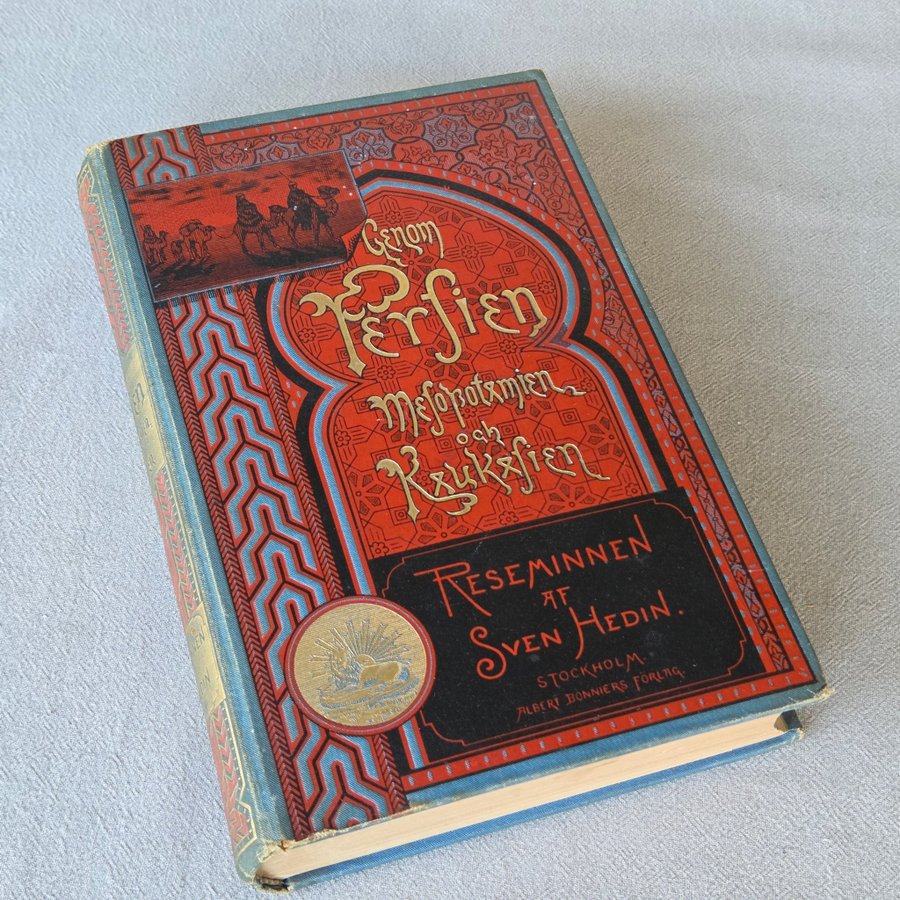 Genom
Persien
Mesopotamien
och
Kaukasien
RESEMINNEN
AF
SVEN HEDIN.
STOCKHOLM.
ALBERT BONNIERS FÖRLAG.